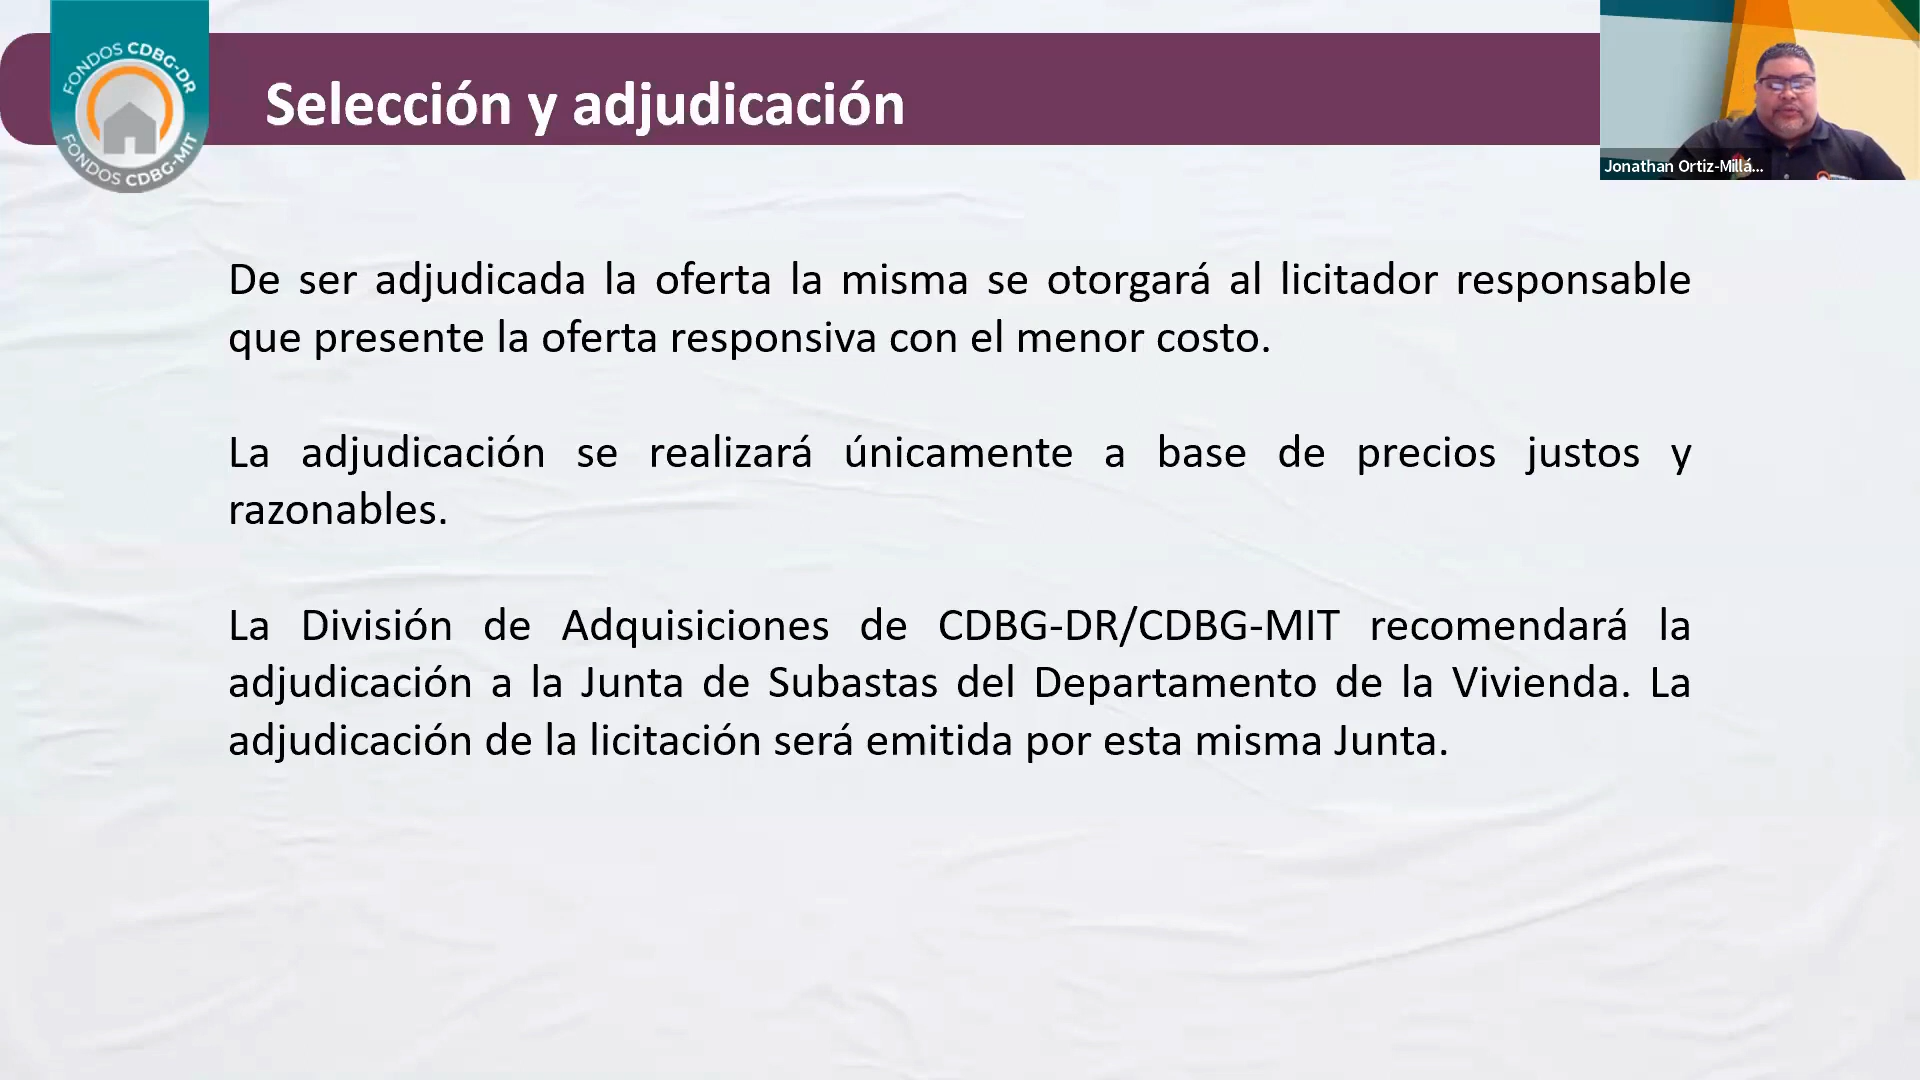 FONDOS CDBG-DR
FONDOS CDBG-MIT
Selección y adjudicación
Jonathan Ortiz-Millá...
De ser adjudicada la oferta la misma se otorgará al licitador responsable
que presente la oferta responsiva con el menor costo.
La adjudicación se realizará únicamente a base de precios justos y
razonables.
La División de Adquisiciones de CDBG-DR/CDBG-MIT recomendará la
adjudicación a la Junta de Subastas del Departamento de la Vivienda. La
adjudicación de la licitación será emitida por esta misma Junta.